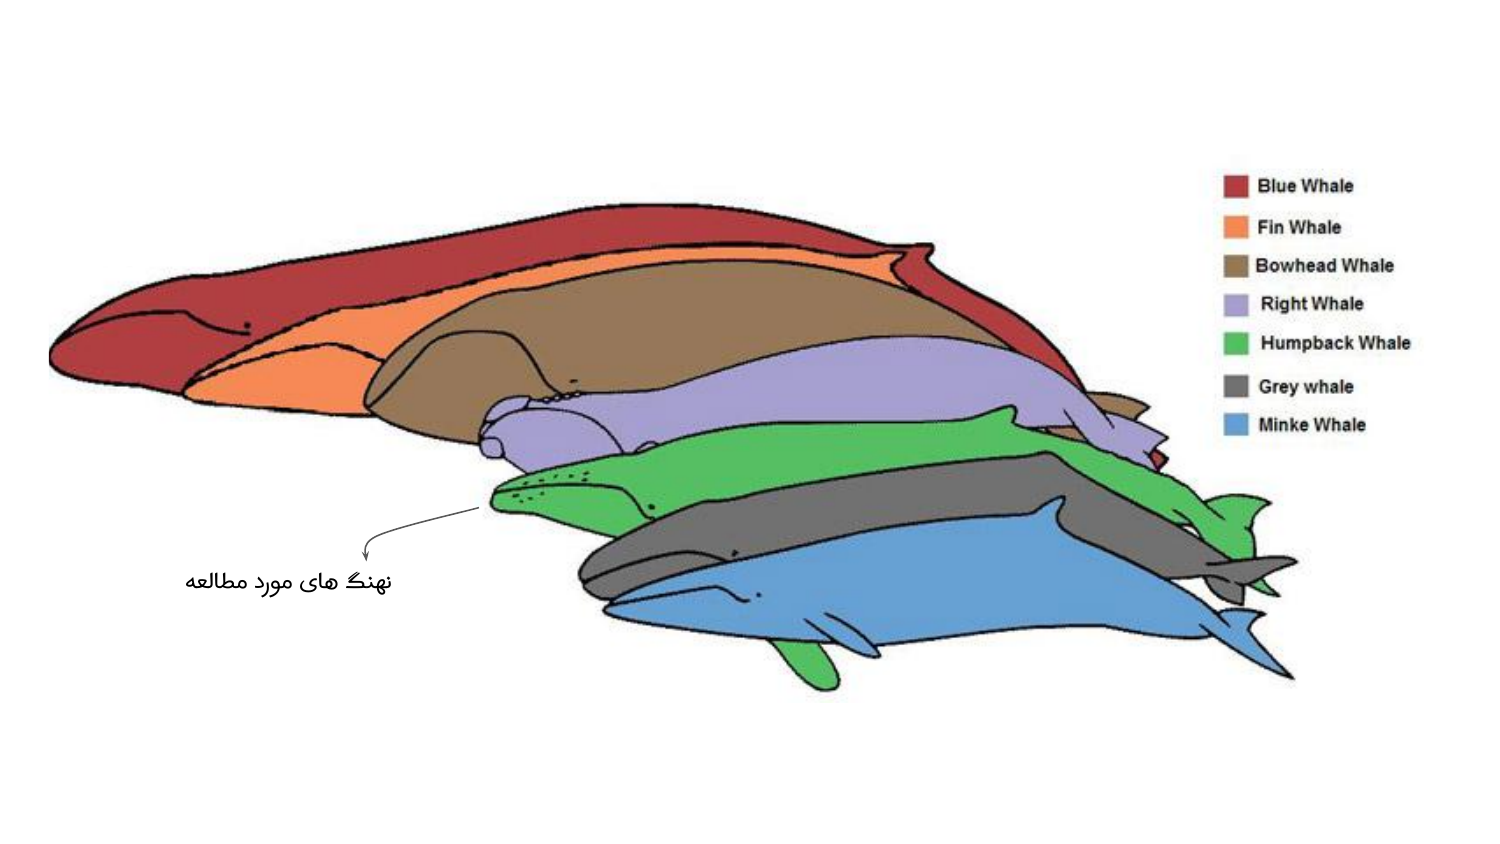 Blue Whale
Fin Whale
Bowhead Whale
Right Whale
Humpback Whale
Grey whale
Minke Whale
نهنگ های مورد مطالعه